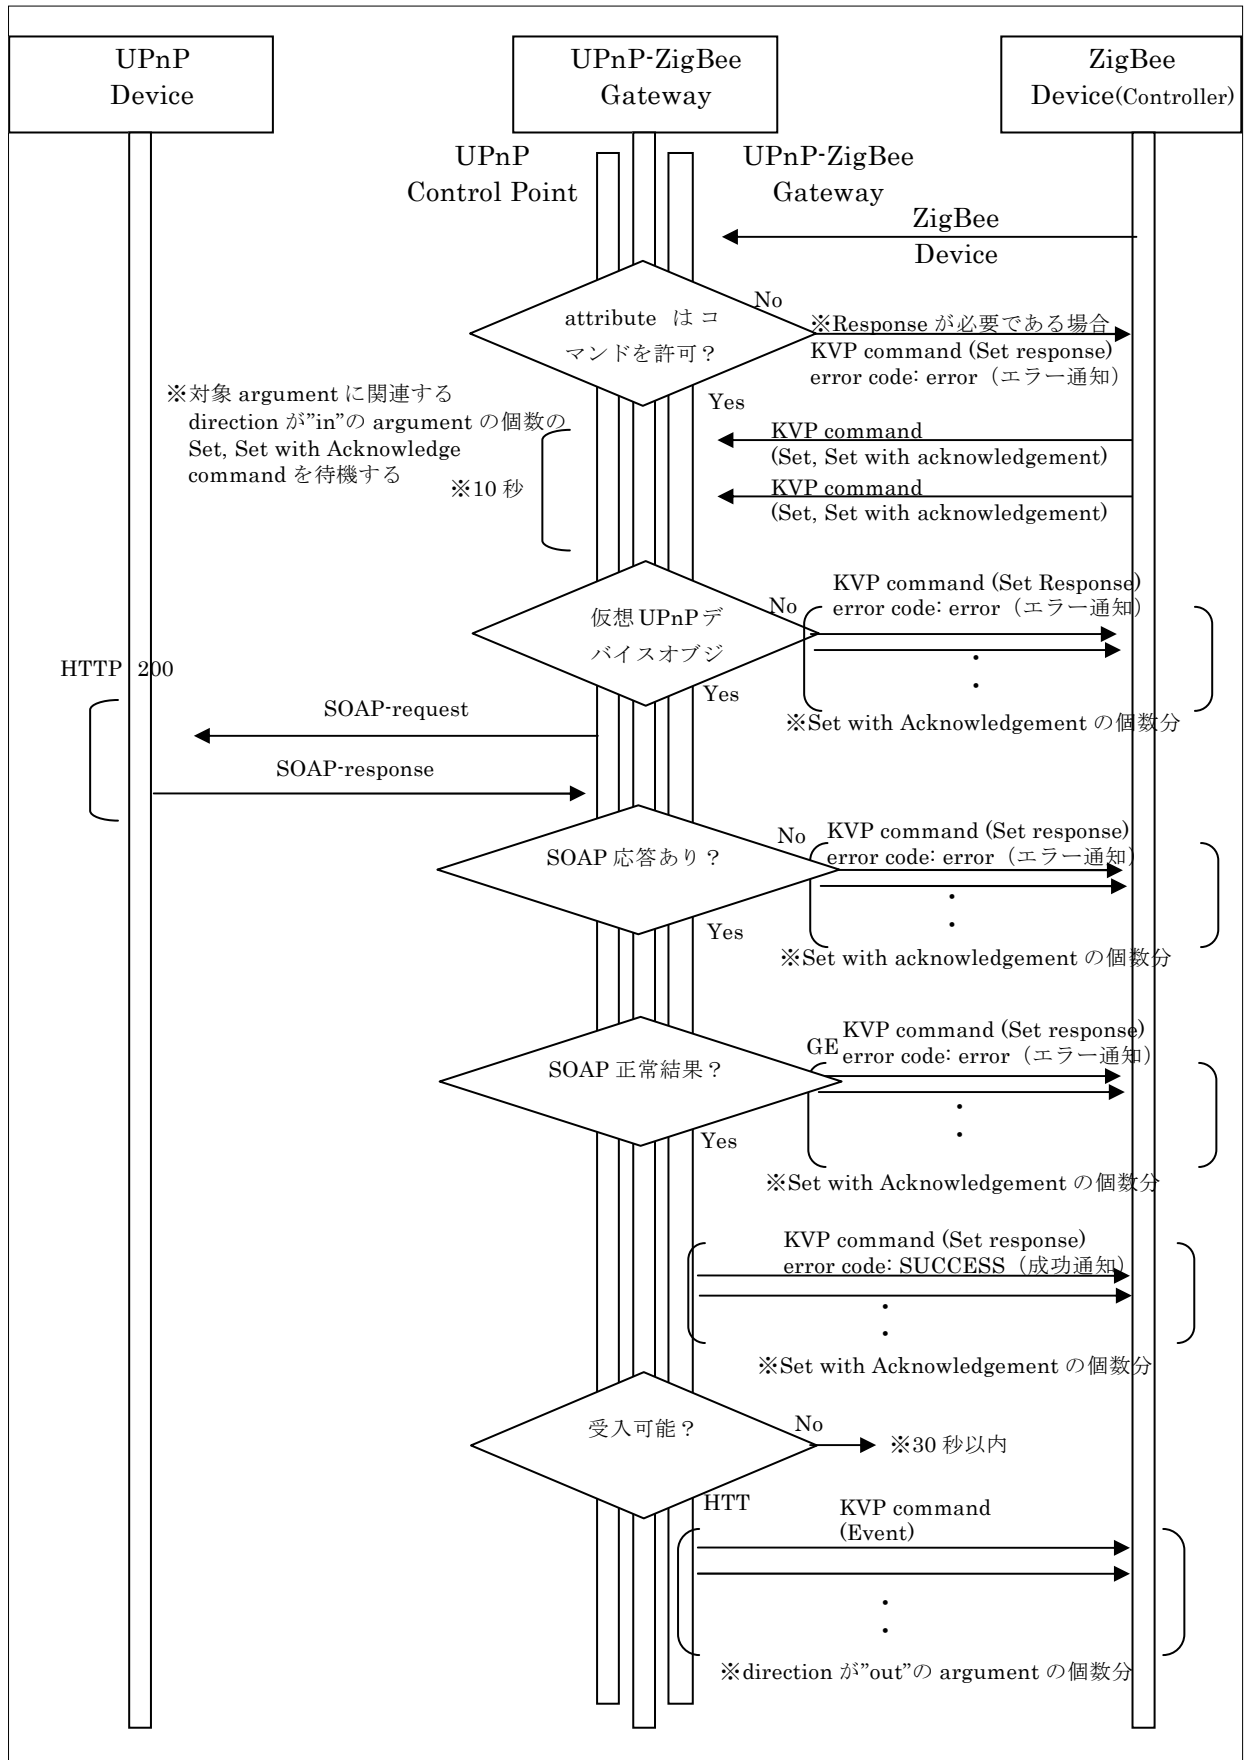 UPnP
Device
UPnP-ZigBee
Gateway
ZigBee
Device(Controller)
UPnP
Control Point
UPnP-ZigBee
Gateway
ZigBee
Device
attribute は コ
マンドを許可？
No
※Response が必要である場合
KVP command (Set response)
error code: error（エラー通知）
Yes
※対象 argument に関連する
direction が”in”の argument の個数の
Set, Set with Acknowledge
command を待機する
※10 秒
KVP command
(Set, Set with acknowledgement)
KVP command
(Set, Set with acknowledgement)
仮想 UPnP デ
バイスオブジ
No
KVP command (Set Response)
error code: error（エラー通知）
・
・
Yes
※Set with Acknowledgement の個数分
HTTP 200
SOAP-request
SOAP-response
SOAP 応答あり？
No
KVP command (Set response)
error code: error（エラー通知）
・
・
Yes
※Set with acknowledgement の個数分
SOAP 正常結果？
GE
KVP command (Set response)
error code: error（エラー通知）
・
・
Yes
※Set with Acknowledgement の個数分
KVP command (Set response)
error code: SUCCESS（成功通知）
・
・
※Set with Acknowledgement の個数分
受入可能？
No
※30 秒以内
HTT
KVP command
(Event)
・
・
※direction が”out”の argument の個数分